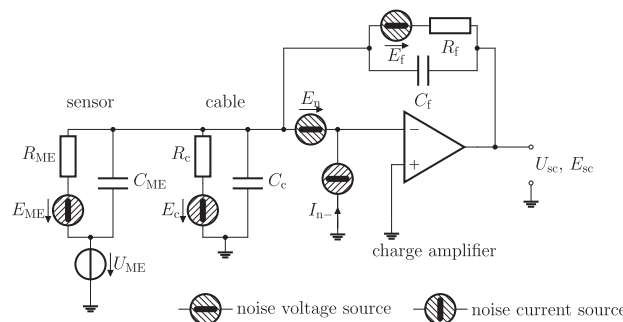 E_f
R_f
C_f
sensor
cable
E_n
R_ME
C_ME
R_c
C_c
−
+
U_sc, E_sc
E_ME
E_c
I_n−
U_ME
charge amplifier
noise voltage source
noise current source